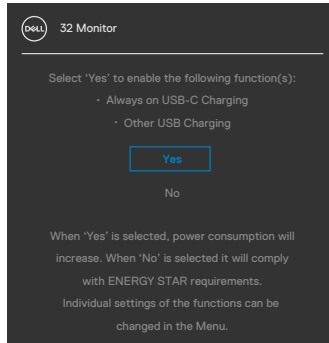 DELL
32 Monitor
Select ‘Yes’ to enable the following function(s):
· Always on USB-C Charging
· Other USB Charging
Yes
No
When ‘Yes’ is selected, power consumption will
increase. When ‘No’ is selected it will comply
with ENERGY STAR requirements.
Individual settings of the functions can be
changed in the Menu.